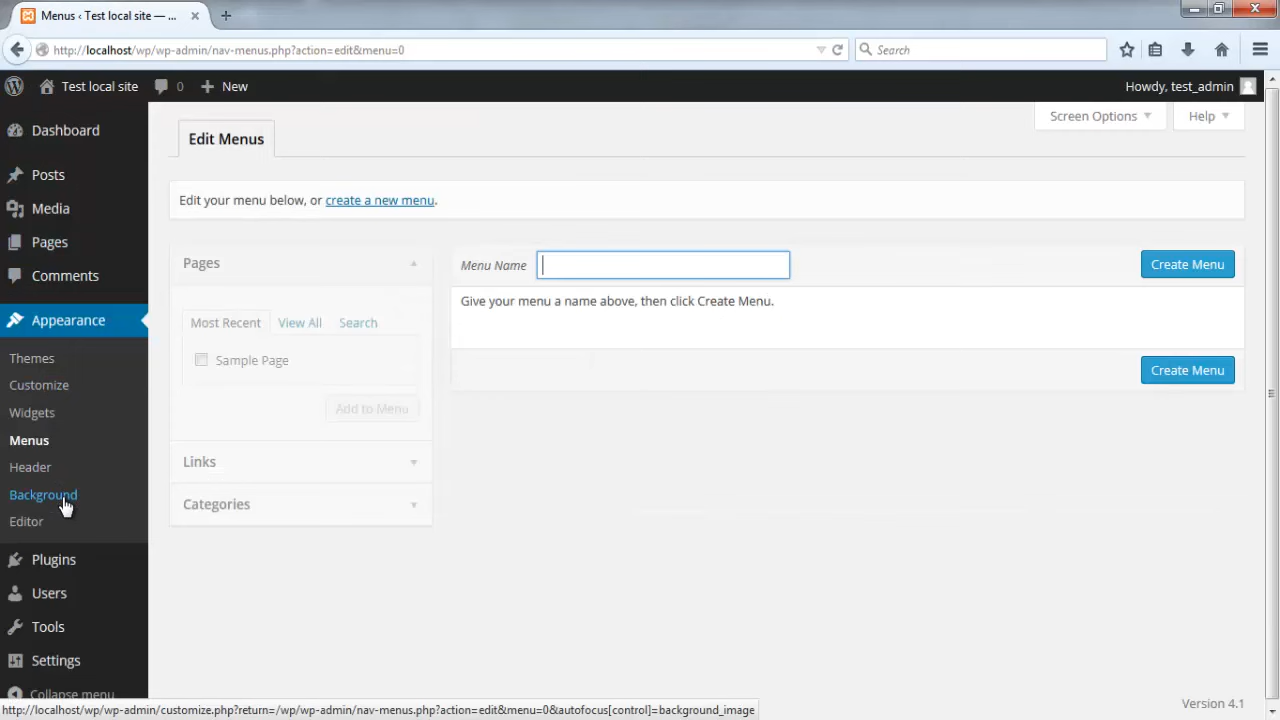 Menus ‹ Test local site — ...
http://localhost/wp/wp-admin/nav-menus.php?action=edit&menu=0
Search
Test local site
0
New
Howdy, test_admin
Dashboard
Posts
Media
Pages
Comments
Appearance
Themes
Customize
Widgets
Menus
Header
Background
Editor
Plugins
Users
Tools
Settings
Collapse menu
Screen Options
Help
Edit Menus
Edit your menu below, or create a new menu.
Pages
Most Recent View All Search
Sample Page
Add to Menu
Links
Categories
Menu Name
Create Menu
Give your menu a name above, then click Create Menu.
Create Menu
Version 4.1
http://localhost/wp/wp-admin/customize.php?return=/wp/wp-admin/nav-menus.php?action=edit&menu=0&autofocus[control]=background_image